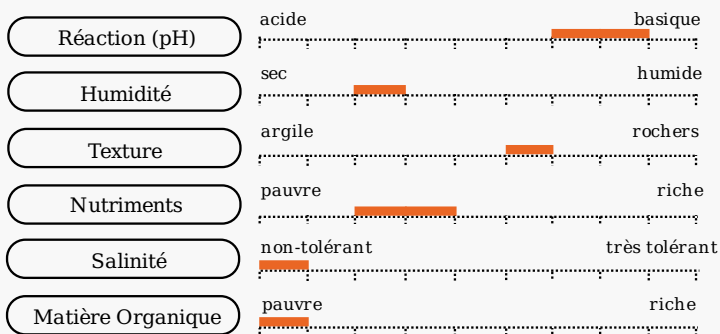 acide basique
Réaction (pH)
sec humide
Humidité
argile rochers
Texture
pauvre riche
Nutriments
non-tolérant très tolérant
Salinité
pauvre riche
Matière Organique